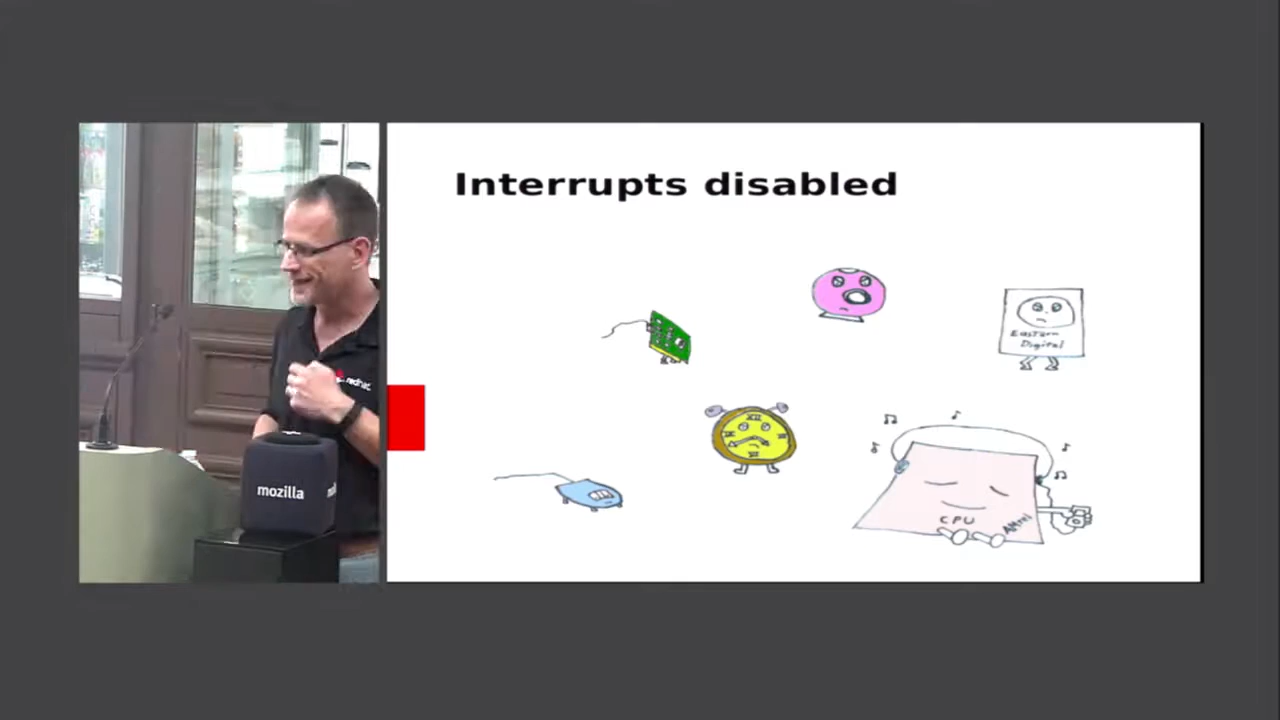 Interrupts disabled
redhat.
mozilla
Eastern
Digital
CPU